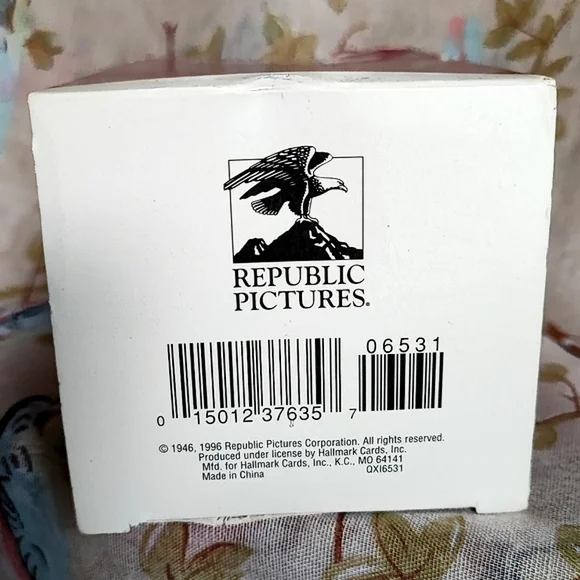 REPUBLIC
PICTURES®
06531
0 15012 37635 7
© 1946, 1996 Republic Pictures Corporation. All rights reserved.
Produced under license by Hallmark Cards, Inc.
Mfd. for Hallmark Cards, Inc., K.C., MO 64141
Made in China QXI6531